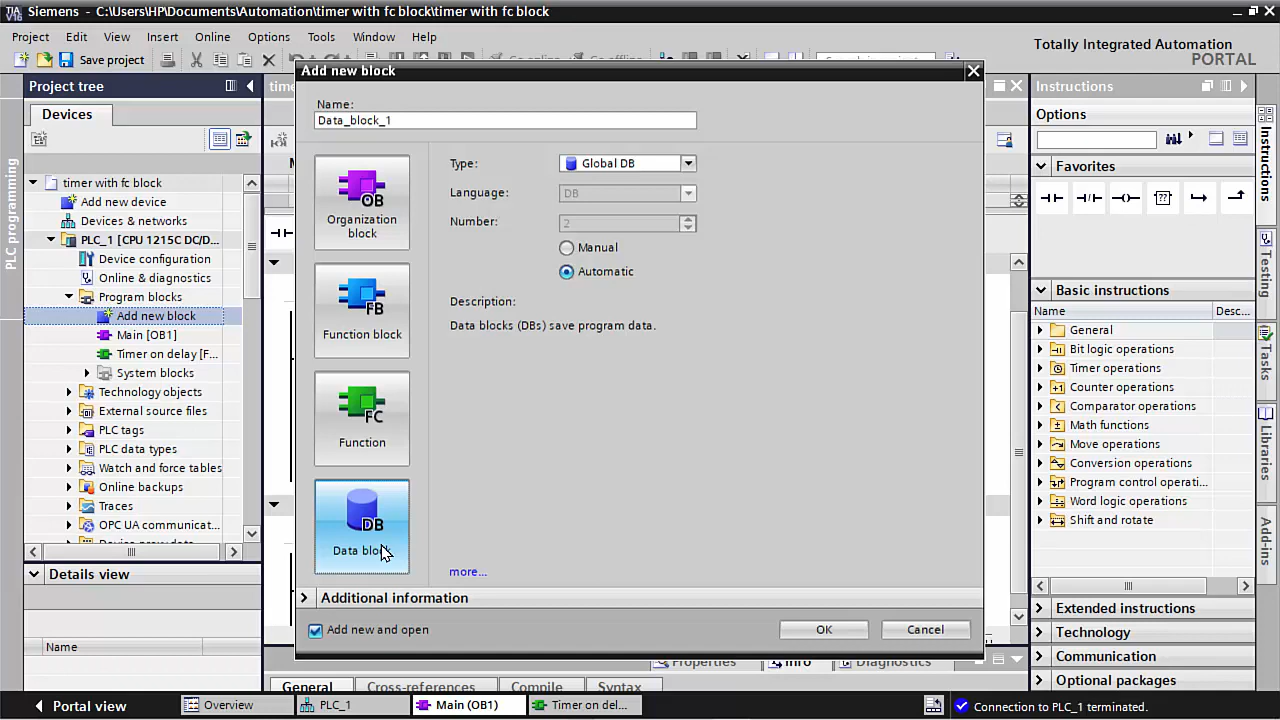 TIA V16 Siemens - C:\Users\HP\Documents\Automation\timer with fc block\timer with fc block
Project Edit View Insert Online Options Tools Window Help
Save project
Totally Integrated Automation
PORTAL
Project tree
Devices
PLC programming
timer with fc block
Add new device
Devices & networks
PLC_1 [CPU 1215C DC/D...
Device configuration
Online & diagnostics
Program blocks
Add new block
Main [OB1]
Timer on delay [F...
System blocks
Technology objects
External source files
PLC tags
PLC data types
Watch and force tables
Online backups
Traces
OPC UA communicat...
Details view
Name
Add new block
Name:
Data_block_1
OB
Organization
block
FB
Function block
FC
Function
DB
Data block
Type: Global DB
Language: DB
Number: 2
Manual
Automatic
Description:
Data blocks (DBs) save program data.
more...
Additional information
Add new and open
OK Cancel
Properties Info Diagnostics
General Cross-references Compile Syntax
Instructions
Options
Favorites
??
Basic instructions
Name Desc...
General
Bit logic operations
Timer operations
Counter operations
Comparator operations
Math functions
Move operations
Conversion operations
Program control operati...
Word logic operations
Shift and rotate
Extended instructions
Technology
Communication
Optional packages
Instructions
Testing
Tasks
Libraries
Add-ins
Portal view Overview PLC_1 Main (OB1) Timer on del... Connection to PLC_1 terminated.